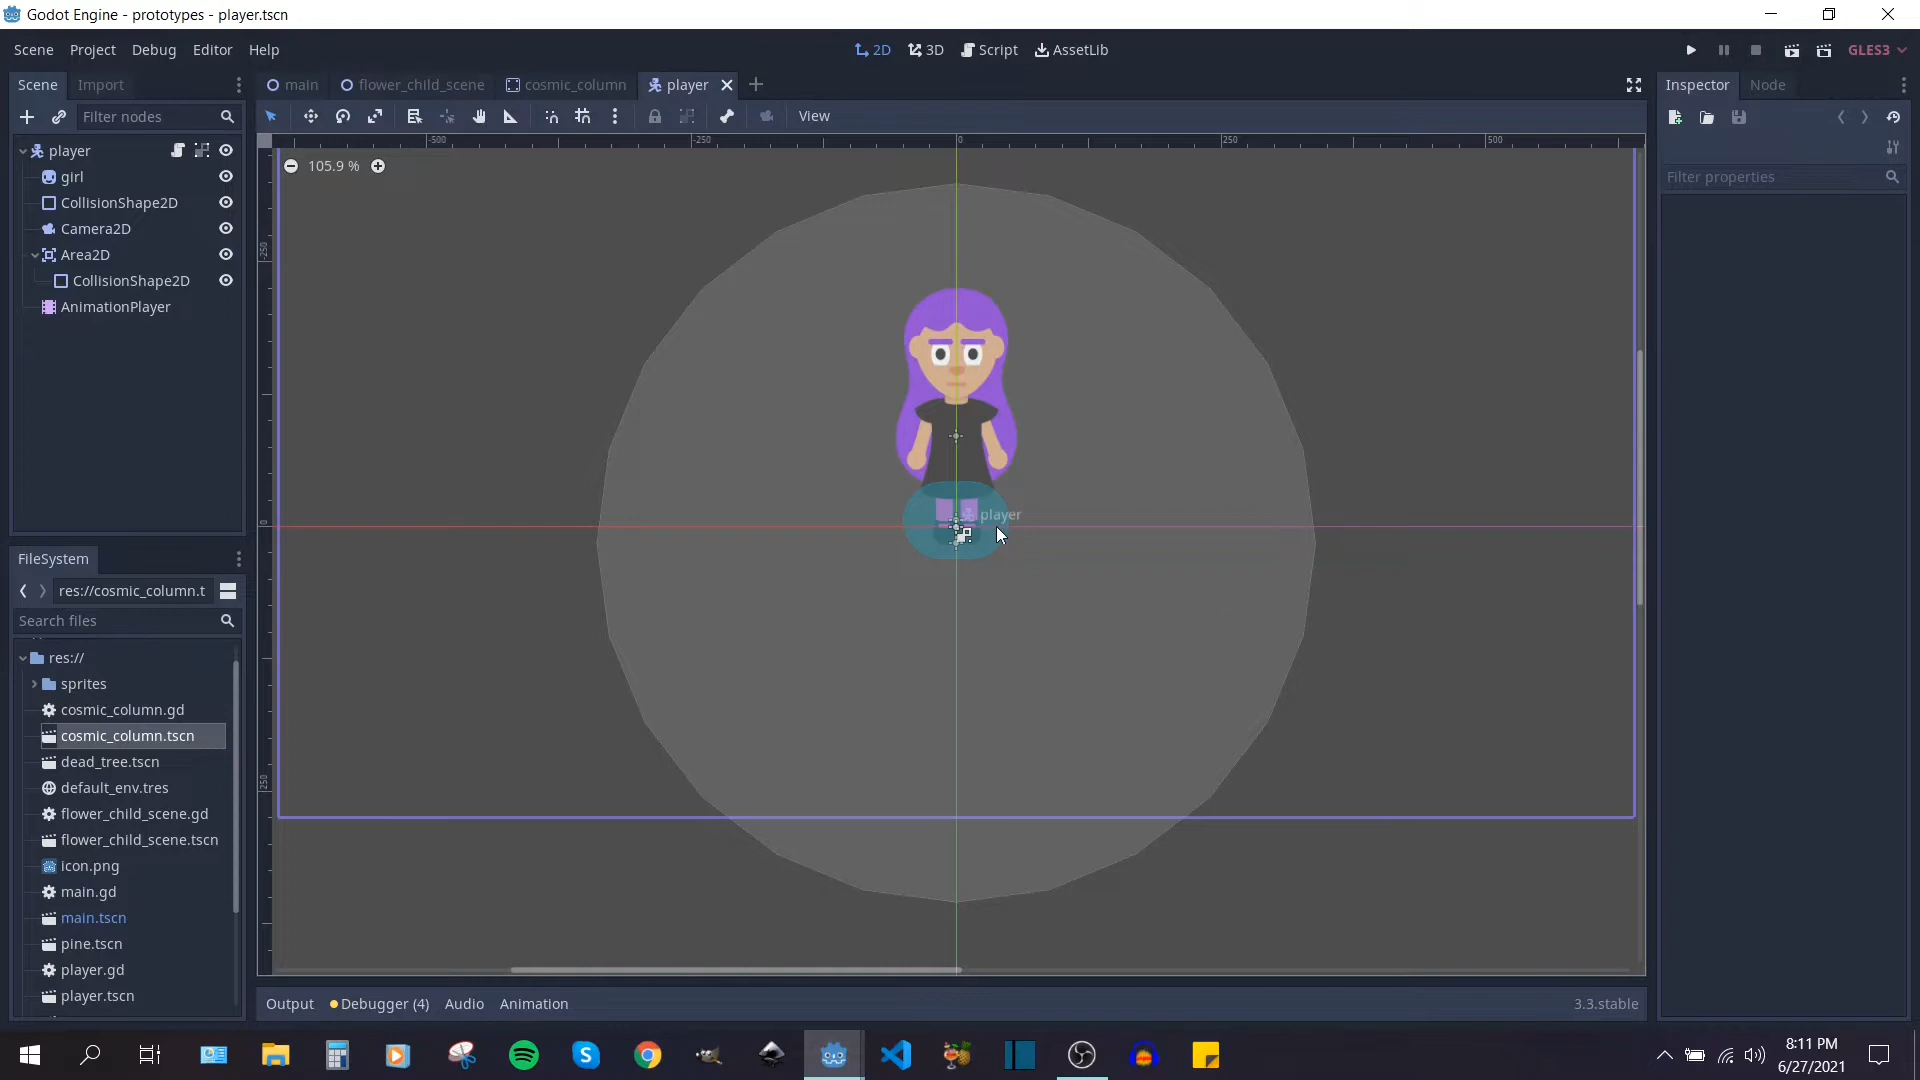 Godot Engine - prototypes - player.tscn
Scene Project Debug Editor Help
2D 3D Script AssetLib
GLES3
Scene Import
main flower_child_scene cosmic_column player
Inspector Node
Filter nodes
View
-500 -250 0 250 500
105.9 %
player
girl
CollisionShape2D
Camera2D
Area2D
CollisionShape2D
AnimationPlayer
Filter properties
-250
0
250
player
FileSystem
res://cosmic_column.t
Search files
res://
sprites
cosmic_column.gd
cosmic_column.tscn
dead_tree.tscn
default_env.tres
flower_child_scene.gd
flower_child_scene.tscn
icon.png
main.gd
main.tscn
pine.tscn
player.gd
player.tscn
Output Debugger (4) Audio Animation
3.3.stable
8:11 PM
6/27/2021